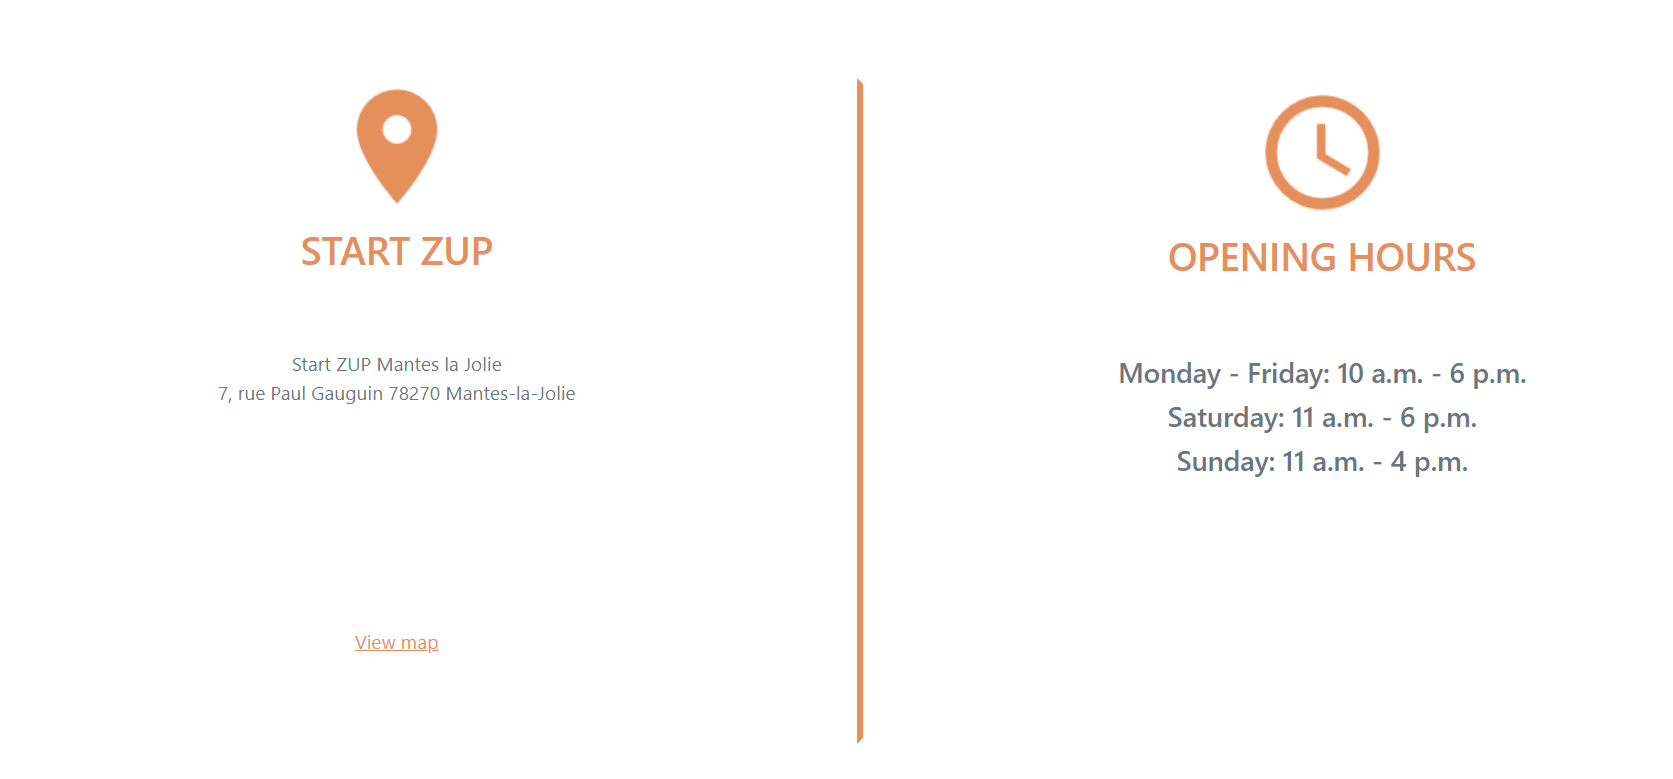 START ZUP
Start ZUP Mantes la Jolie
7, rue Paul Gauguin 78270 Mantes-la-Jolie
View map
OPENING HOURS
Monday - Friday: 10 a.m. - 6 p.m.
Saturday: 11 a.m. - 6 p.m.
Sunday: 11 a.m. - 4 p.m.